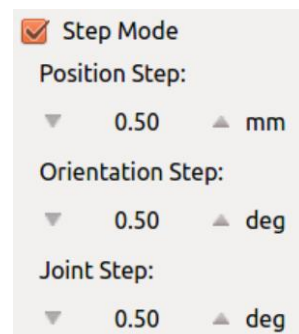 Step Mode
Position Step:
0.50 mm
Orientation Step:
0.50 deg
Joint Step:
0.50 deg